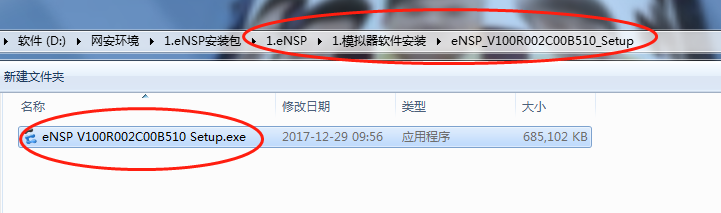 软件 (D:) 网安环境 1.eNSP安装包 1.eNSP 1.模拟器软件安装 eNSP_V100R002C00B510_Setup
新建文件夹
名称 修改日期 类型 大小
eNSP V100R002C00B510 Setup.exe 2017-12-29 09:56 应用程序 685,102 KB